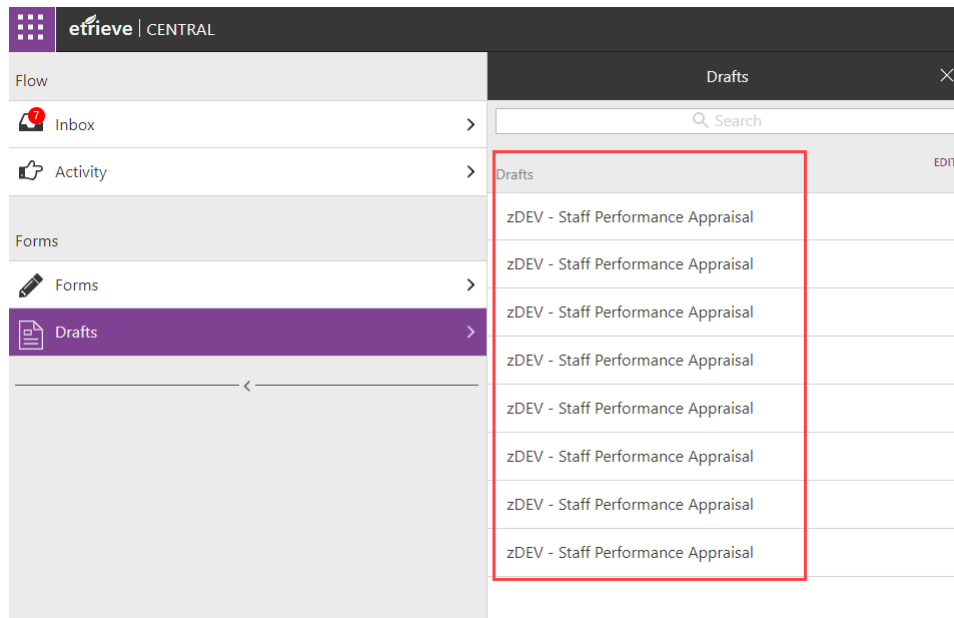 etrieve | CENTRAL
Flow
7
Inbox
Activity
Forms
Forms
Drafts
Drafts
Search
Drafts
EDIT
zDEV - Staff Performance Appraisal
zDEV - Staff Performance Appraisal
zDEV - Staff Performance Appraisal
zDEV - Staff Performance Appraisal
zDEV - Staff Performance Appraisal
zDEV - Staff Performance Appraisal
zDEV - Staff Performance Appraisal
zDEV - Staff Performance Appraisal